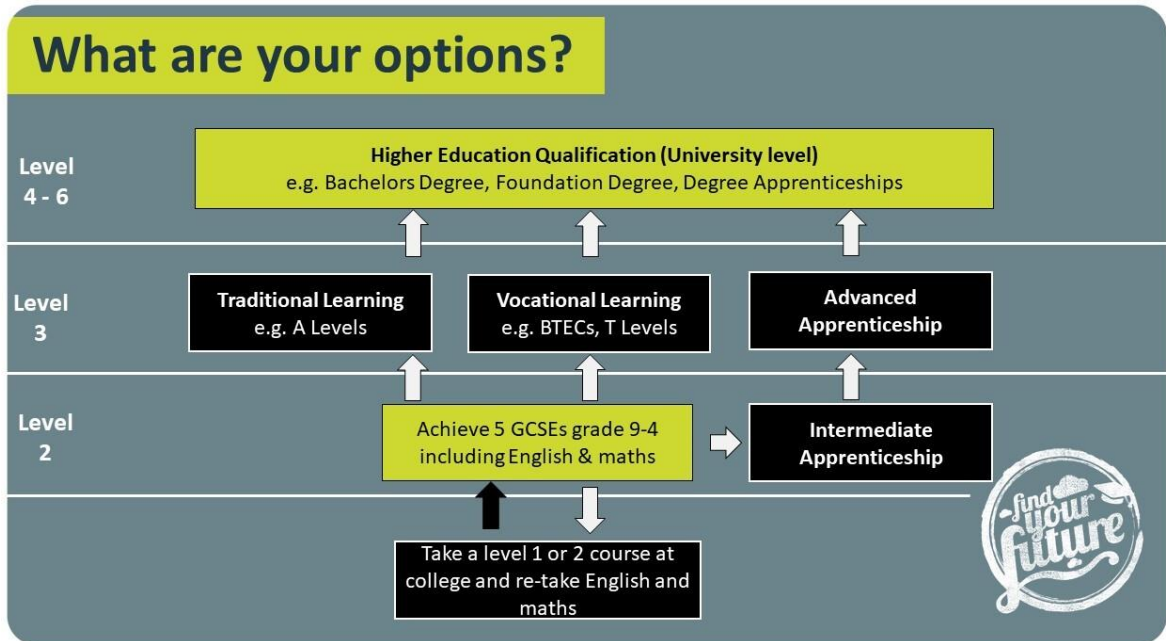 What are your options?
Level
4 - 6
Higher Education Qualification (University level)
e.g. Bachelors Degree, Foundation Degree, Degree Apprenticeships
Level
3
Traditional Learning
e.g. A Levels
Vocational Learning
e.g. BTECs, T Levels
Advanced
Apprenticeship
Level
2
Achieve 5 GCSEs grade 9-4
including English & maths
Intermediate
Apprenticeship
Take a level 1 or 2 course at
college and re-take English and
maths
find
your
future